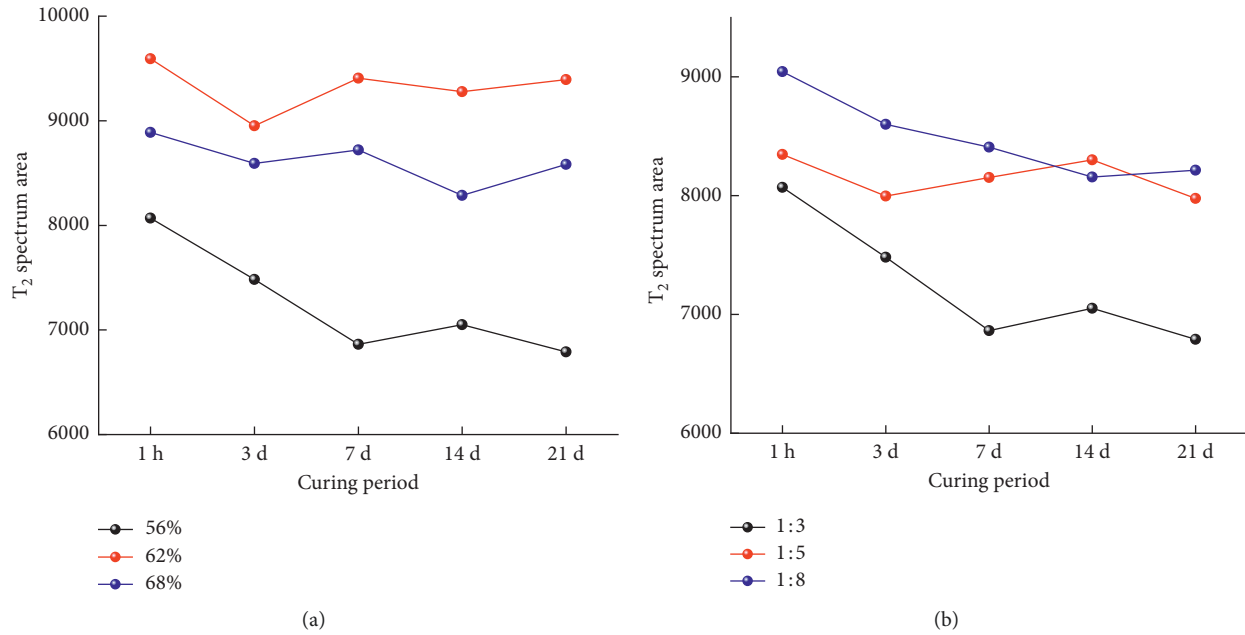 10000
9000
8000
7000
6000
T2 spectrum area
1 h 3 d 7 d 14 d 21 d
Curing period
56%
62%
68%
(a)
9000
8000
7000
6000
T2 spectrum area
1 h 3 d 7 d 14 d 21 d
Curing period
1:3
1:5
1:8
(b)